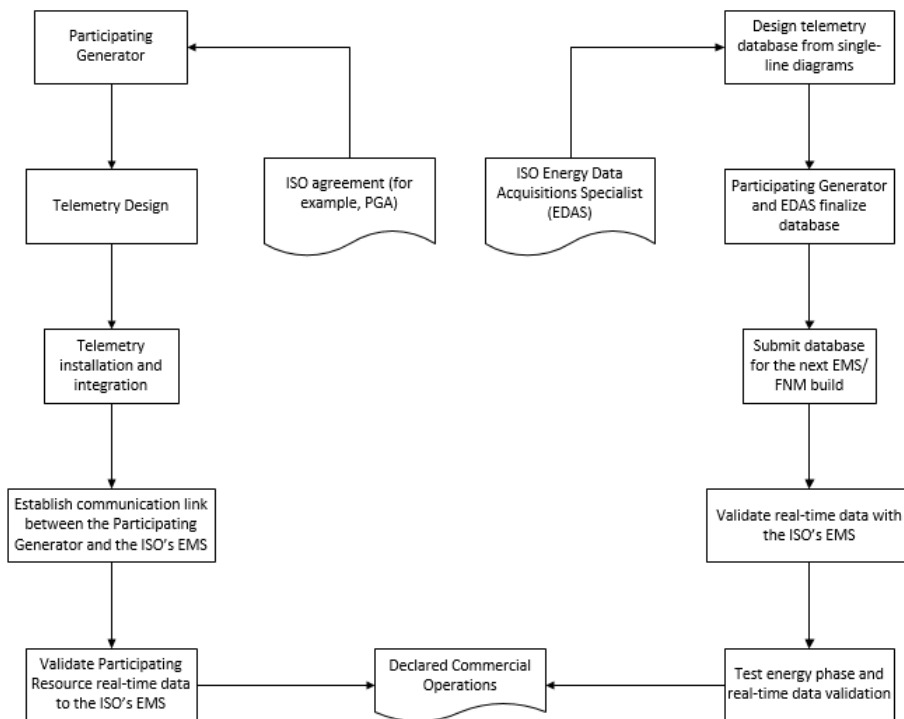 Participating
Generator
Design telemetry
database from single-
line diagrams
Telemetry Design
ISO agreement (for
example, PGA)
ISO Energy Data
Acquisitions Specialist
(EDAS)
Participating Generator
and EDAS finalize
database
Telemetry
installation and
integration
Submit database
for the next EMS/
FNM build
Establish communication link
between the Participating
Generator and the ISO's EMS
Validate real-time data with
the ISO's EMS
Validate Participating
Resource real-time data
to the ISO's EMS
Declared Commercial
Operations
Test energy phase and
real-time data validation